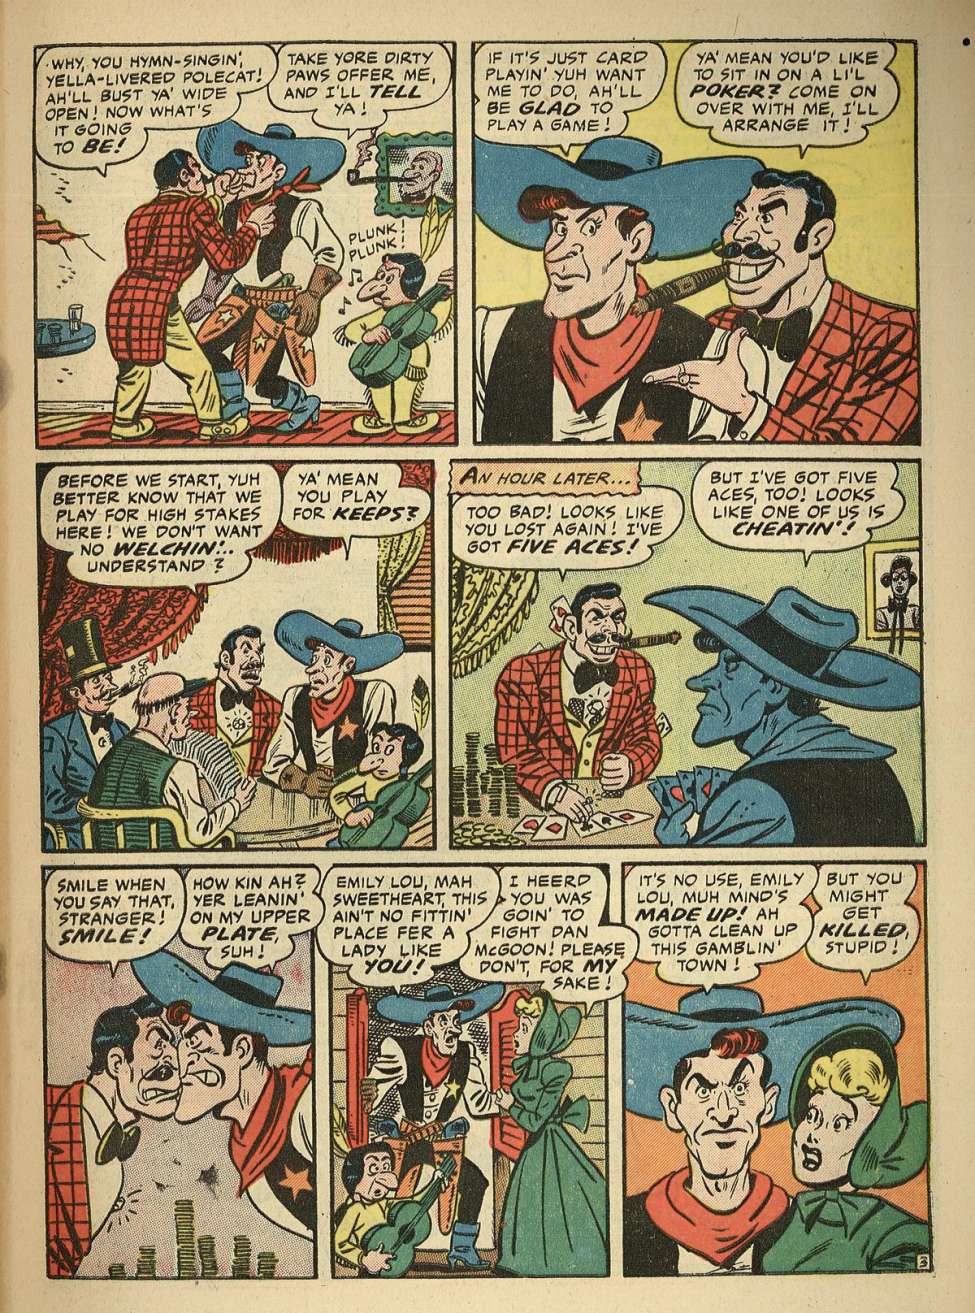 WHY, YOU HYMN-SINGIN',
YELLA-LIVERED POLECAT!
AH'LL BUST YA' WIDE
OPEN! NOW WHAT'S
IT GOING
TO BE!
TAKE YORE DIRTY
PAWS OFFER ME,
AND I'LL TELL
YA!
PLUNK
PLUNK!
IF IT'S JUST CARD
PLAYIN' YUH WANT
ME TO DO, AH'LL
BE GLAD TO
PLAY A GAME!
YA' MEAN YOU'D LIKE
TO SIT IN ON A LI'L
POKER? COME ON
OVER WITH ME, I'LL
ARRANGE IT!
BEFORE WE START, YUH
BETTER KNOW THAT WE
PLAY FOR HIGH STAKES
HERE! WE DON'T WANT
NO WELCHIN'..
UNDERSTAND?
YA' MEAN
YOU PLAY
FOR KEEPS?
AN HOUR LATER...
TOO BAD! LOOKS LIKE
YOU LOST AGAIN! I'VE
GOT FIVE ACES!
BUT I'VE GOT FIVE
ACES, TOO! LOOKS
LIKE ONE OF US IS
CHEATIN'!
SMILE WHEN
YOU SAY THAT,
STRANGER!
SMILE!
HOW KIN AH?
YER LEANIN'
ON MY UPPER
PLATE,
SUH!
EMILY LOU, MAH
SWEETHEART, THIS
AIN'T NO FITTIN'
PLACE FER A
LADY LIKE
YOU!
I HEERD
YOU WAS
GOIN' TO
FIGHT DAN
McGOON! PLEASE
DON'T, FOR MY
SAKE!
IT'S NO USE, EMILY
LOU, MUH MIND'S
MADE UP! AH
GOTTA CLEAN UP
THIS GAMBLIN'
TOWN!
BUT YOU
MIGHT
GET
KILLED,
STUPID!
3